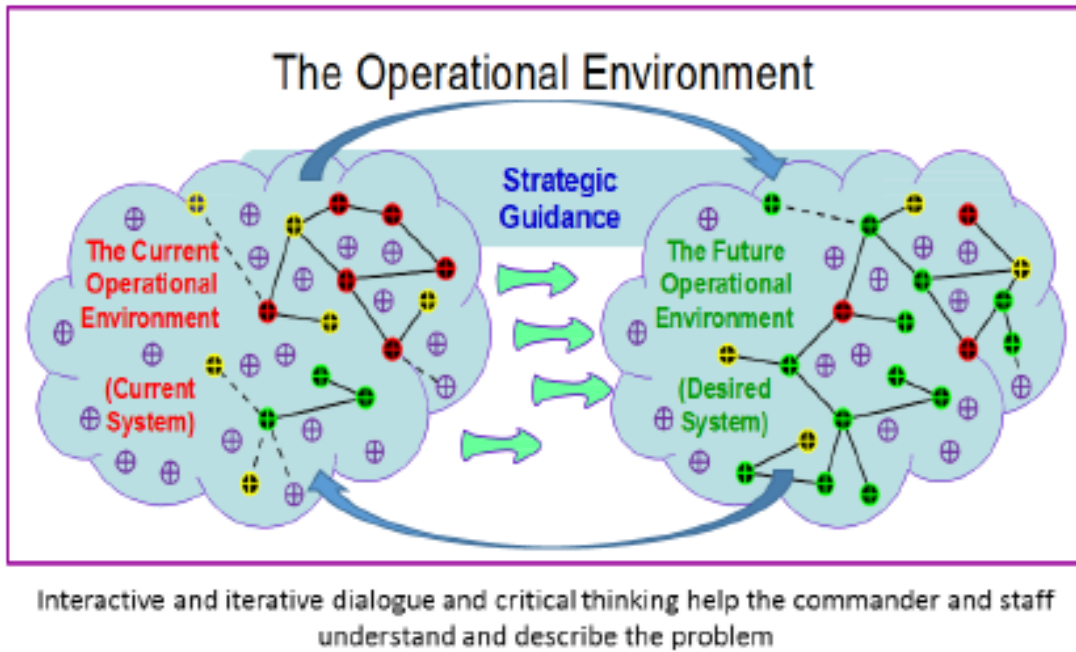 The Operational Environment
Strategic
Guidance
The Current
Operational
Environment
(Current
System)
The Future
Operational
Environment
(Desired
System)
Interactive and iterative dialogue and critical thinking help the commander and staff
understand and describe the problem